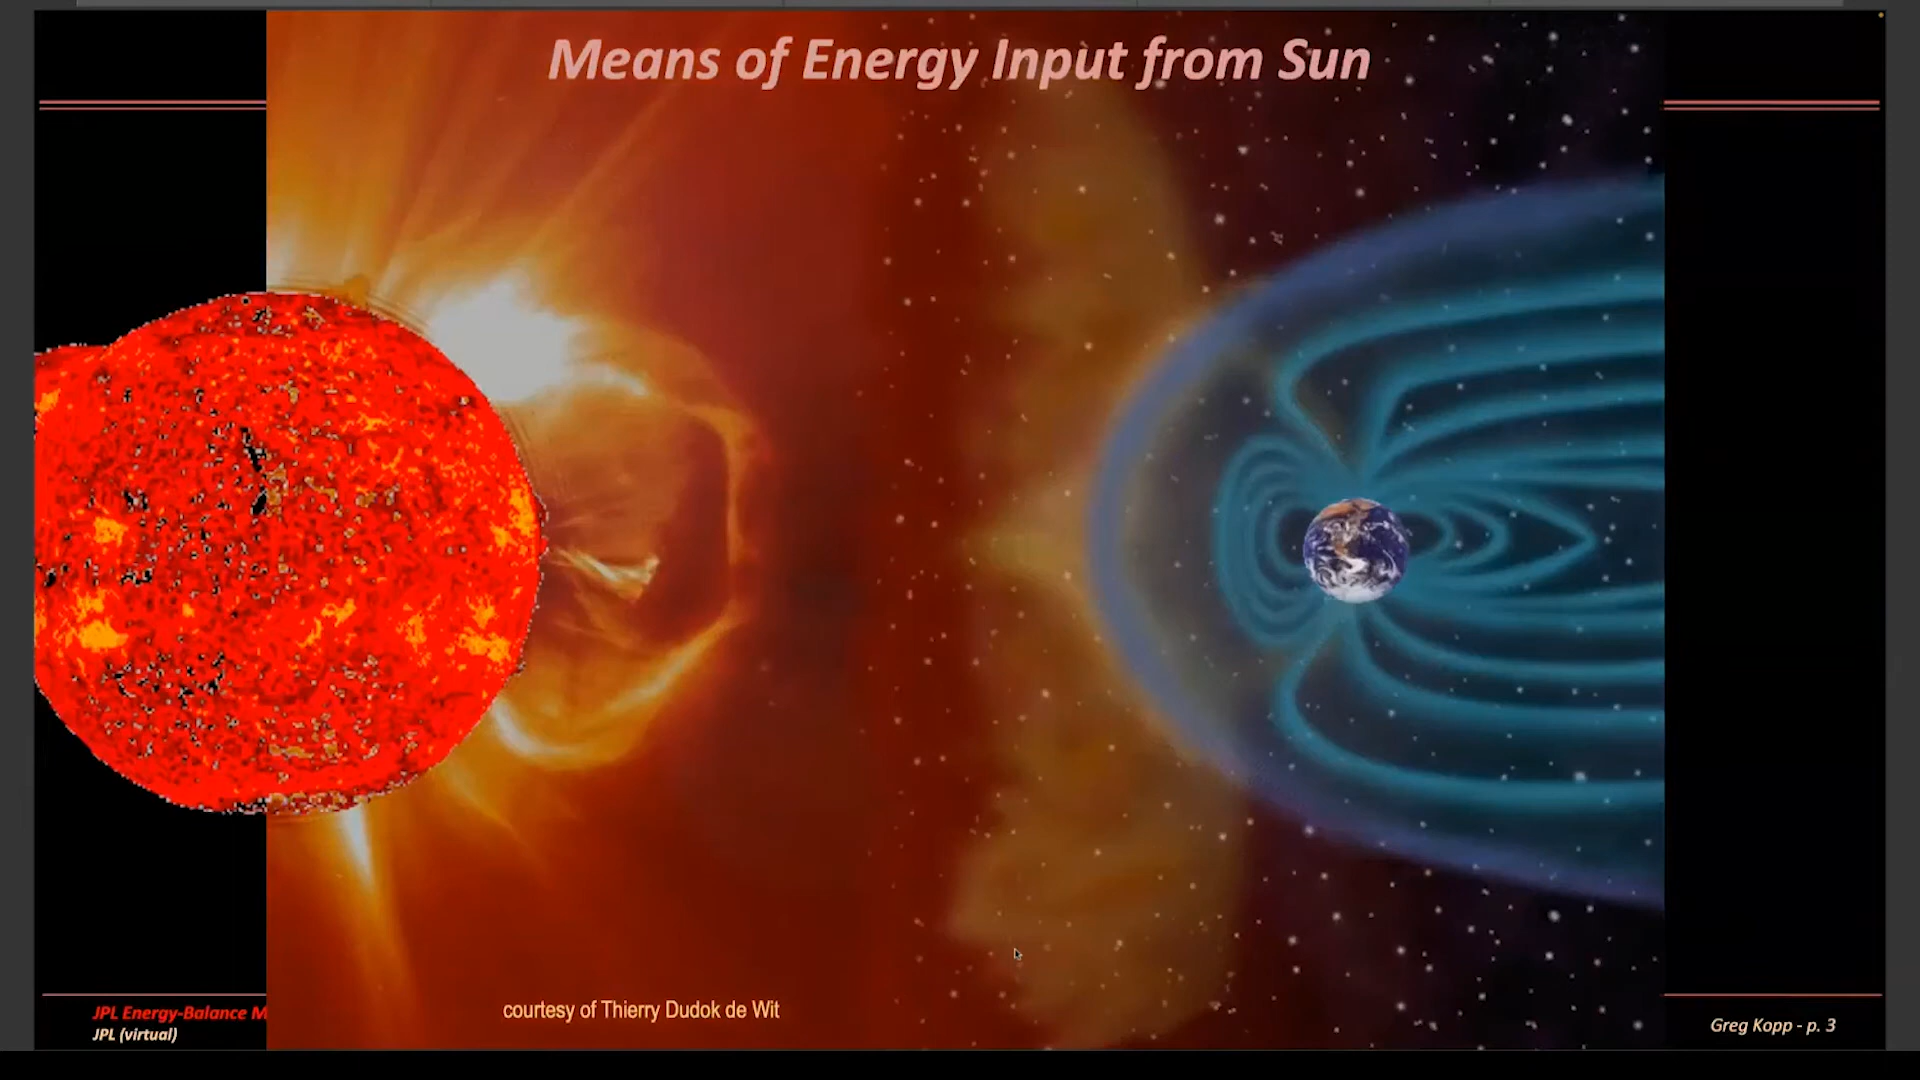 Means of Energy Input from Sun
courtesy of Thierry Dudok de Wit
JPL Energy-Balance M
JPL (virtual)
Greg Kopp - p. 3